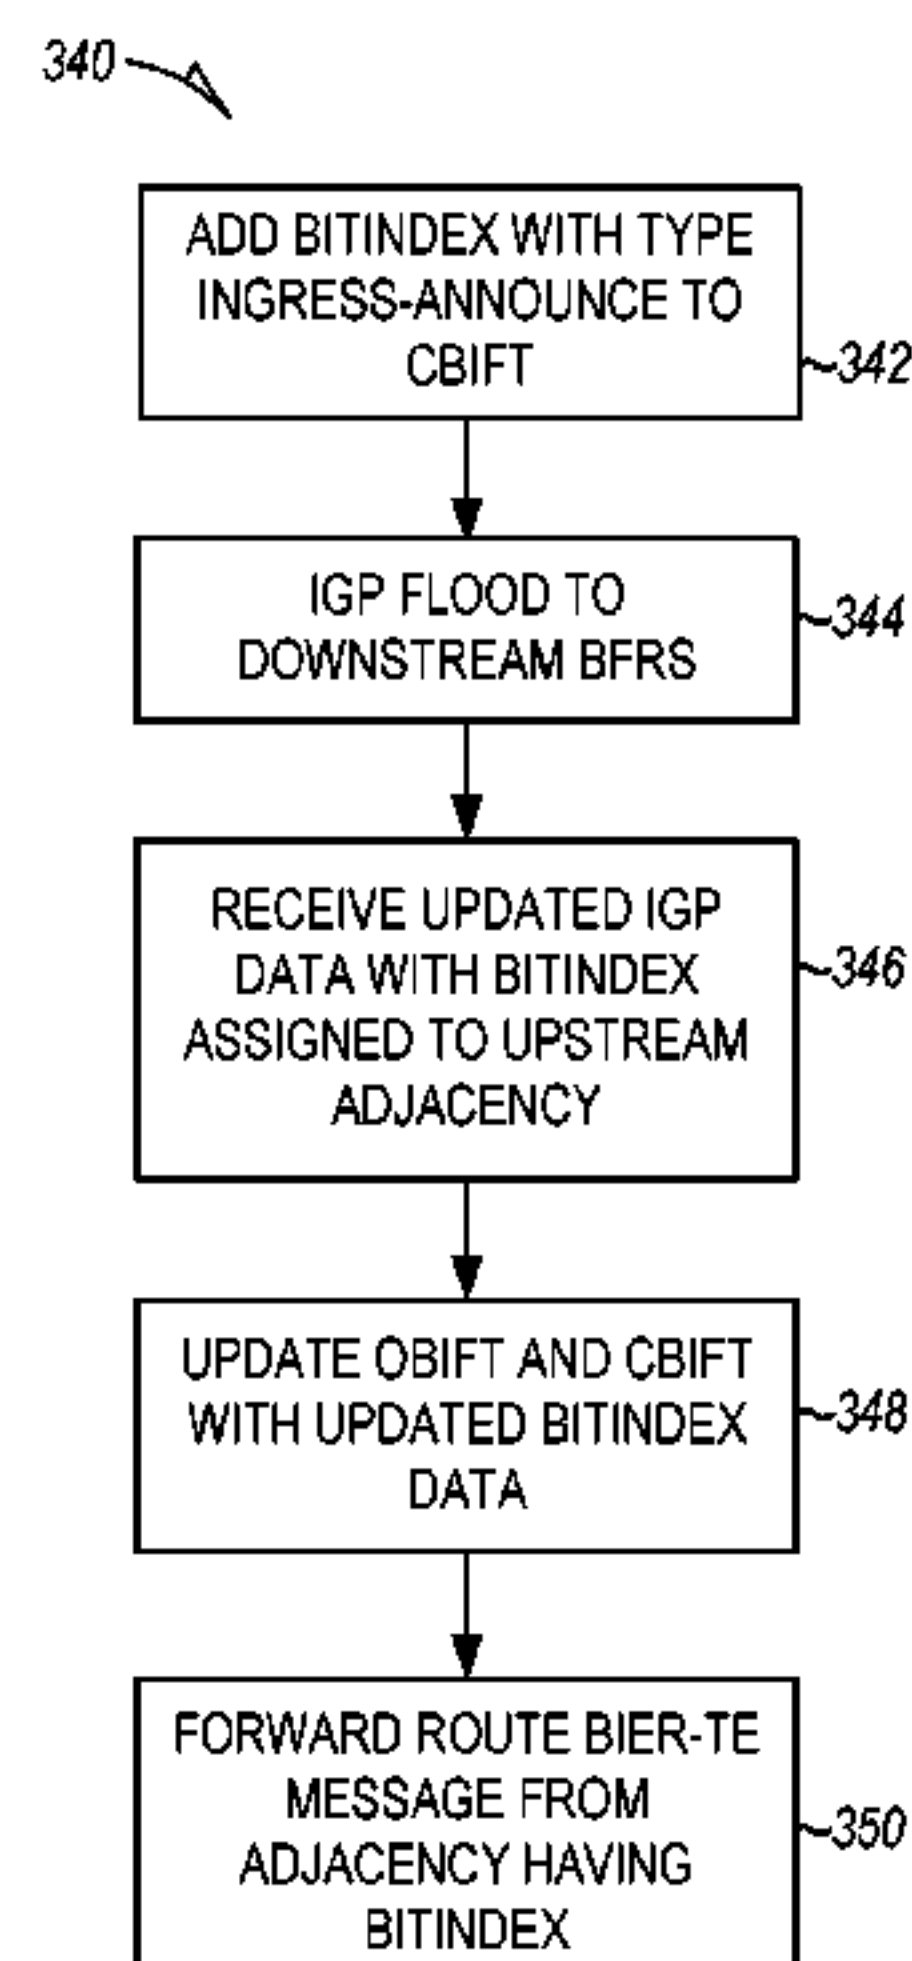 340
ADD BITINDEX WITH TYPE
INGRESS-ANNOUNCE TO
CBIFT
342
IGP FLOOD TO
DOWNSTREAM BFRS
344
RECEIVE UPDATED IGP
DATA WITH BITINDEX
ASSIGNED TO UPSTREAM
ADJACENCY
346
UPDATE OBIFT AND CBIFT
WITH UPDATED BITINDEX
DATA
348
FORWARD ROUTE BIER-TE
MESSAGE FROM
ADJACENCY HAVING
BITINDEX
350